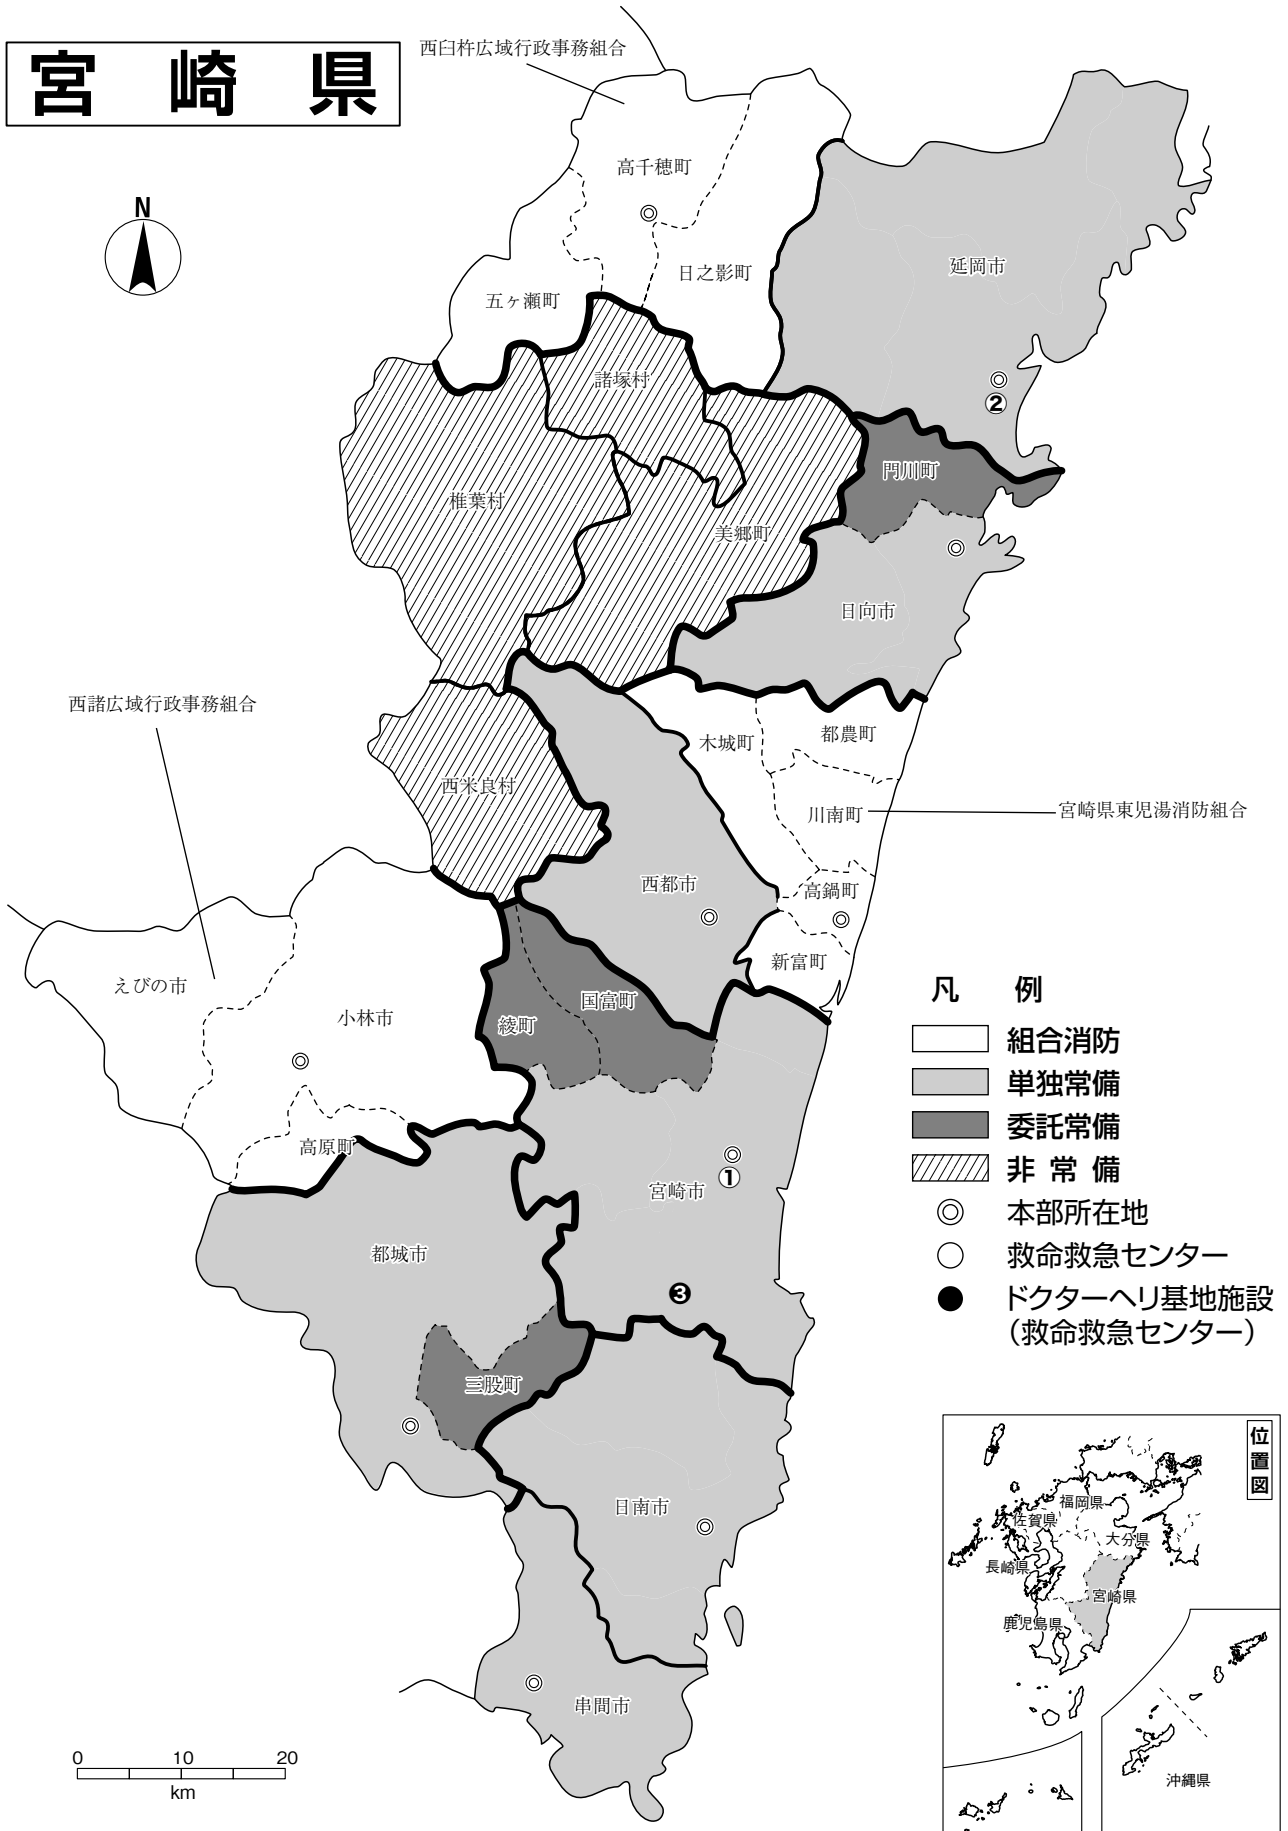 宮崎県
西臼杵広域行政事務組合
N
高千穂町
日之影町
五ヶ瀬町
延岡市
②
諸塚村
椎葉村
美郷町
門川町
日向市
西諸広域行政事務組合
西米良村
木城町
都農町
川南町
宮崎県東児湯消防組合
西都市
高鍋町
新富町
えびの市
小林市
高原町
綾町
国富町
宮崎市
①
都城市
❸
三股町
日南市
串間市
凡例
組合消防
単独常備
委託常備
非常備
本部所在地
救命救急センター
ドクターヘリ基地施設
（救命救急センター）
位置図
福岡県
佐賀県
大分県
長崎県
宮崎県
鹿児島県
沖縄県
0 10 20
km